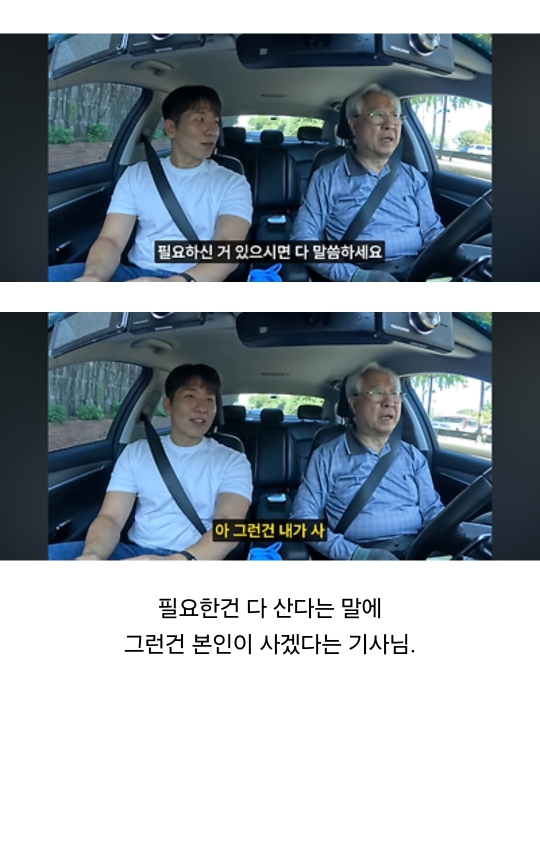 필요하신 거 있으시면 다 말씀하세요
아 그런건 내가 사
필요한건 다 산다는 말에
그런건 본인이 사겠다는 기사님.